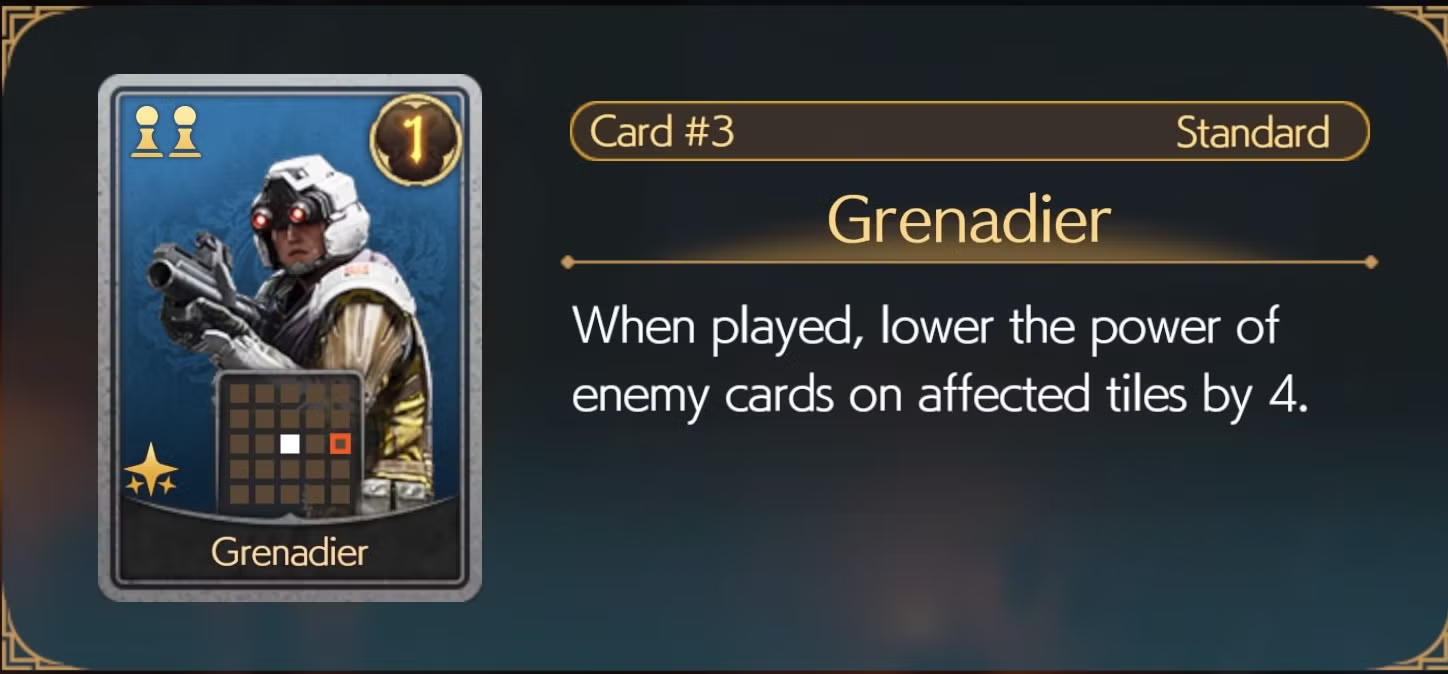 1
Grenadier
Card #3
Standard
Grenadier
When played, lower the power of
enemy cards on affected tiles by 4.